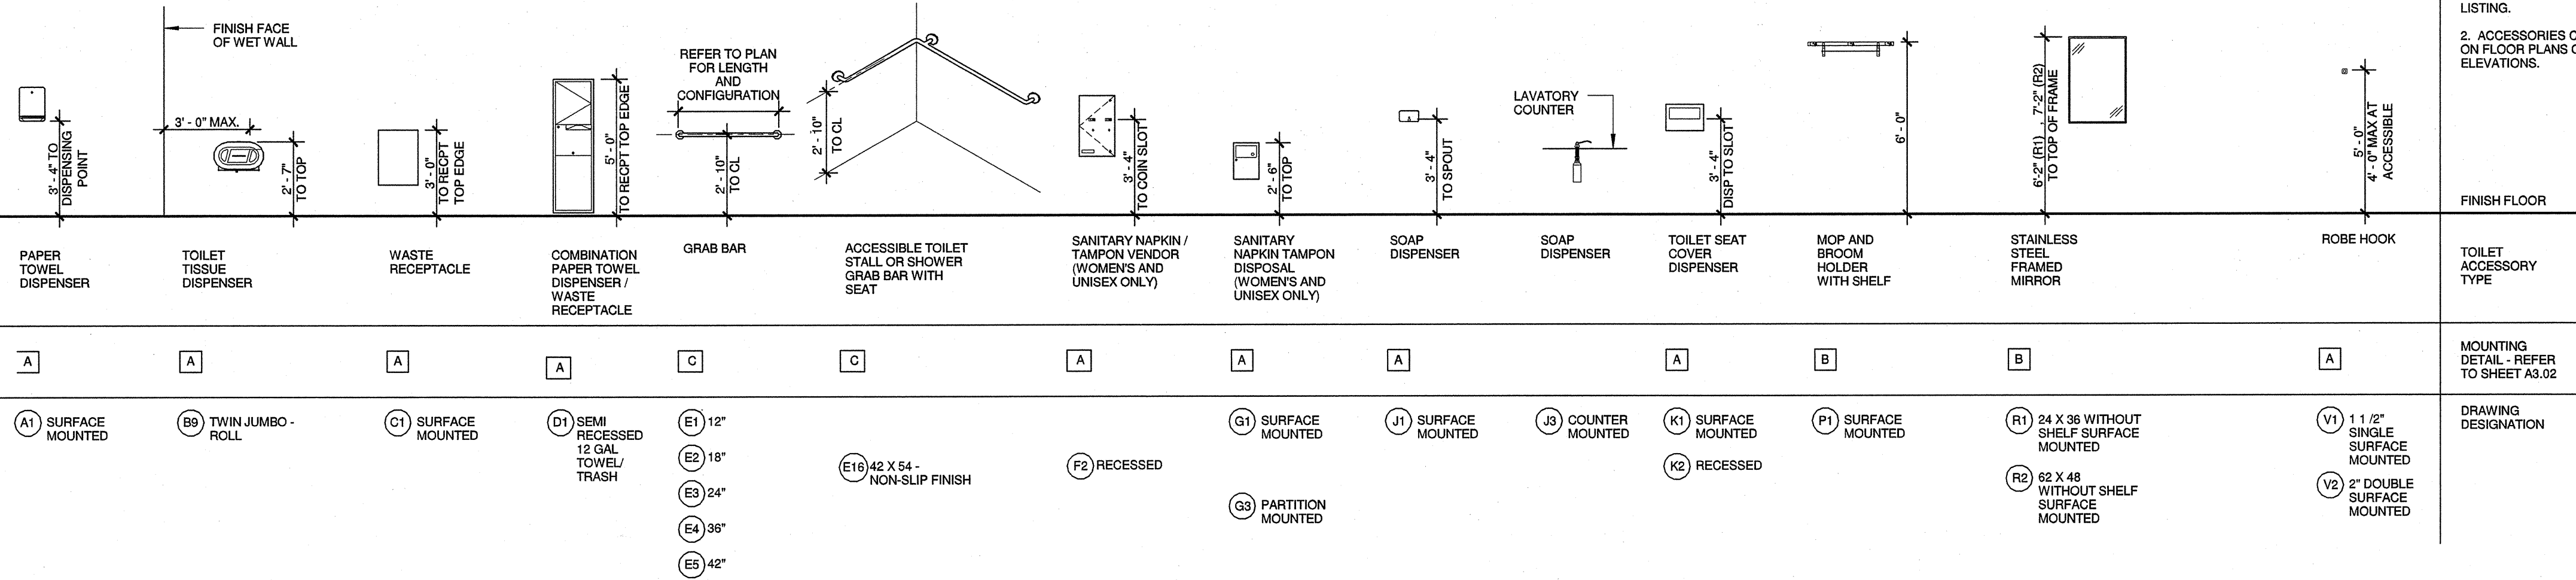 LISTING.
2. ACCESSORIES
ON FLOOR PLANS
ELEVATIONS.
FINISH FACE
OF WET WALL
3' - 4" TO
DISPENSING
POINT
3' - 0" MAX.
2' - 7"
TO TOP
3' - 0"
TO RECPT
TOP EDGE
5' - 0"
TO RECPT TOP EDGE
REFER TO PLAN
FOR LENGTH
AND
CONFIGURATION
2' - 10"
TO CL
2' - 10"
TO CL
3' - 4"
TO COIN SLOT
2' - 6"
TO TOP
3' - 4"
TO SPOUT
LAVATORY
COUNTER
3' - 4"
DISP TO SLOT
6' - 0"
6'-2" (R1) , 7'-2" (R2)
TO TOP OF FRAME
5' - 0"
4' - 0" MAX AT
ACCESSIBLE
FINISH FLOOR
PAPER
TOWEL
DISPENSER
TOILET
TISSUE
DISPENSER
WASTE
RECEPTACLE
COMBINATION
PAPER TOWEL
DISPENSER /
WASTE
RECEPTACLE
GRAB BAR
ACCESSIBLE TOILET
STALL OR SHOWER
GRAB BAR WITH
SEAT
SANITARY NAPKIN /
TAMPON VENDOR
(WOMEN'S AND
UNISEX ONLY)
SANITARY
NAPKIN TAMPON
DISPOSAL
(WOMEN'S AND
UNISEX ONLY)
SOAP
DISPENSER
SOAP
DISPENSER
TOILET SEAT
COVER
DISPENSER
MOP AND
BROOM
HOLDER
WITH SHELF
STAINLESS
STEEL
FRAMED
MIRROR
ROBE HOOK
TOILET
ACCESSORY
TYPE
A
A
A
A
C
C
A
A
A
A
B
B
A
MOUNTING
DETAIL - REFER
TO SHEET A3.02
A1 SURFACE
MOUNTED
B9 TWIN JUMBO -
ROLL
C1 SURFACE
MOUNTED
D1 SEMI
RECESSED
12 GAL
TOWEL/
TRASH
E1 12"
E2 18"
E3 24"
E4 36"
E5 42"
E16 42 X 54 -
NON-SLIP FINISH
F2 RECESSED
G1 SURFACE
MOUNTED
G3 PARTITION
MOUNTED
J1 SURFACE
MOUNTED
J3 COUNTER
MOUNTED
K1 SURFACE
MOUNTED
K2 RECESSED
P1 SURFACE
MOUNTED
R1 24 X 36 WITHOUT
SHELF SURFACE
MOUNTED
R2 62 X 48
WITHOUT SHELF
SURFACE
MOUNTED
V1 1 1 /2"
SINGLE
SURFACE
MOUNTED
V2 2" DOUBLE
SURFACE
MOUNTED
DRAWING
DESIGNATION